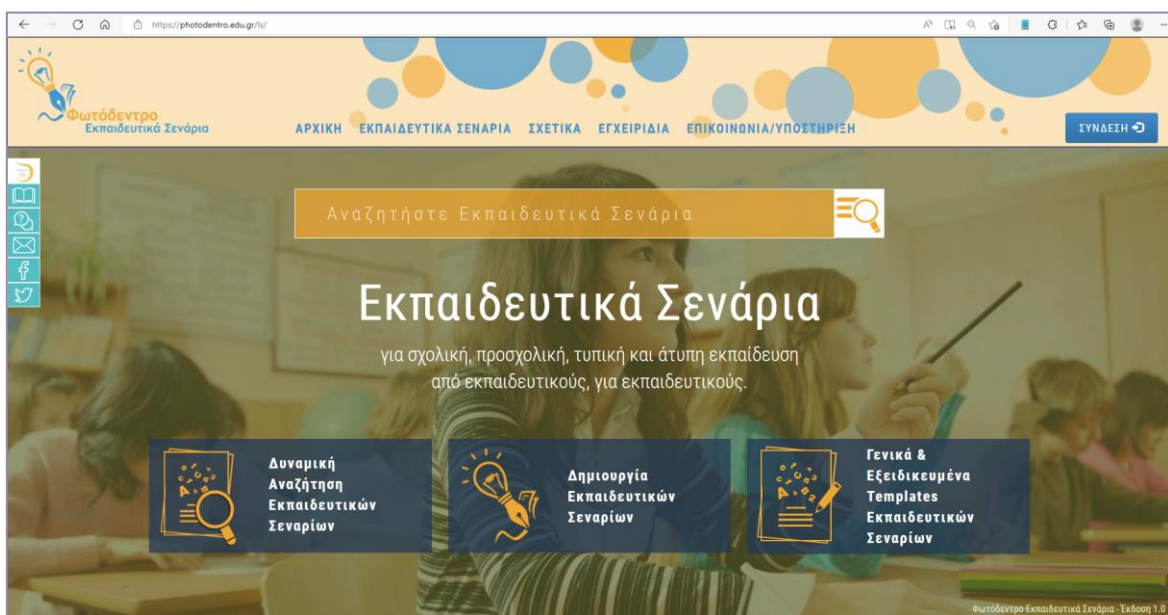 https://photodentro.edu.gr/ls/
Φωτόδεντρο
Εκπαιδευτικά Σενάρια
ΑΡΧΙΚΗ ΕΚΠΑΙΔΕΥΤΙΚΑ ΣΕΝΑΡΙΑ ΣΧΕΤΙΚΑ ΕΓΧΕΙΡΙΔΙΑ ΕΠΙΚΟΙΝΩΝΙΑ/ΥΠΟΣΤΗΡΙΞΗ
ΣΥΝΔΕΣΗ
Αναζητήστε Εκπαιδευτικά Σενάρια
Εκπαιδευτικά Σενάρια
για σχολική, προσχολική, τυπική και άτυπη εκπαίδευση
από εκπαιδευτικούς, για εκπαιδευτικούς.
Δυναμική
Αναζήτηση
Εκπαιδευτικών
Σεναρίων
Δημιουργία
Εκπαιδευτικών
Σεναρίων
Γενικά &
Εξειδικευμένα
Templates
Εκπαιδευτικών
Σεναρίων
Φωτόδεντρο Εκπαιδευτικά Σενάρια - Έκδοση 1.0